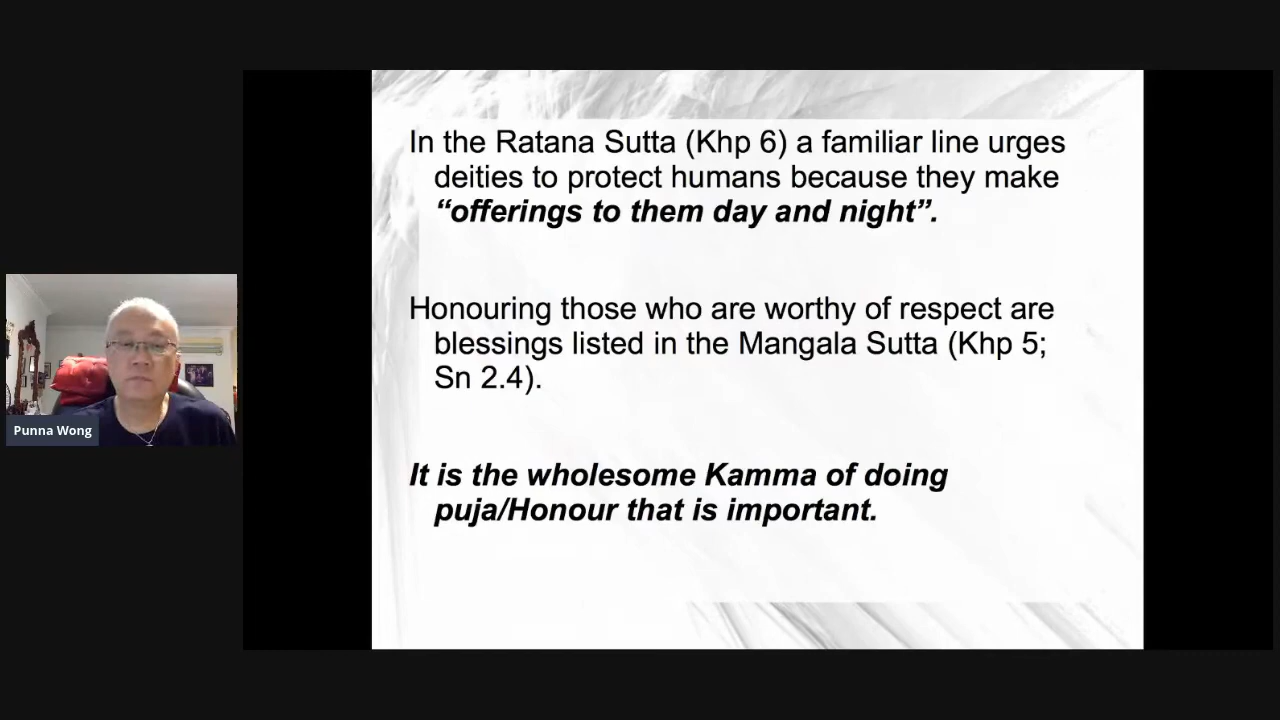 In the Ratana Sutta (Khp 6) a familiar line urges
deities to protect humans because they make
“offerings to them day and night”.
Honouring those who are worthy of respect are
blessings listed in the Mangala Sutta (Khp 5;
Sn 2.4).
It is the wholesome Kamma of doing
puja/Honour that is important.
Punna Wong